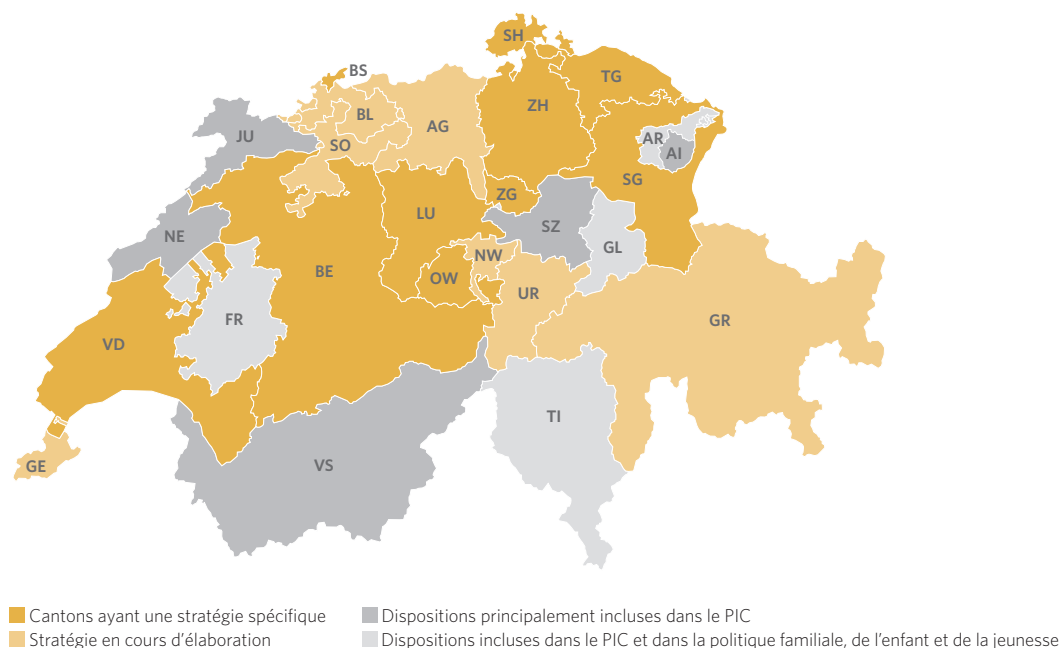 SH
BS
TG
ZH
BL
AG
JU
SO
AR
AI
SG
ZG
LU
SZ
NE
NW
GL
BE
OW
UR
FR
GR
VD
TI
VS
GE
Cantons ayant une stratégie spécifique
Stratégie en cours d'élaboration
Dispositions principalement incluses dans le PIC
Dispositions incluses dans le PIC et dans la politique familiale, de l'enfant et de la jeunesse